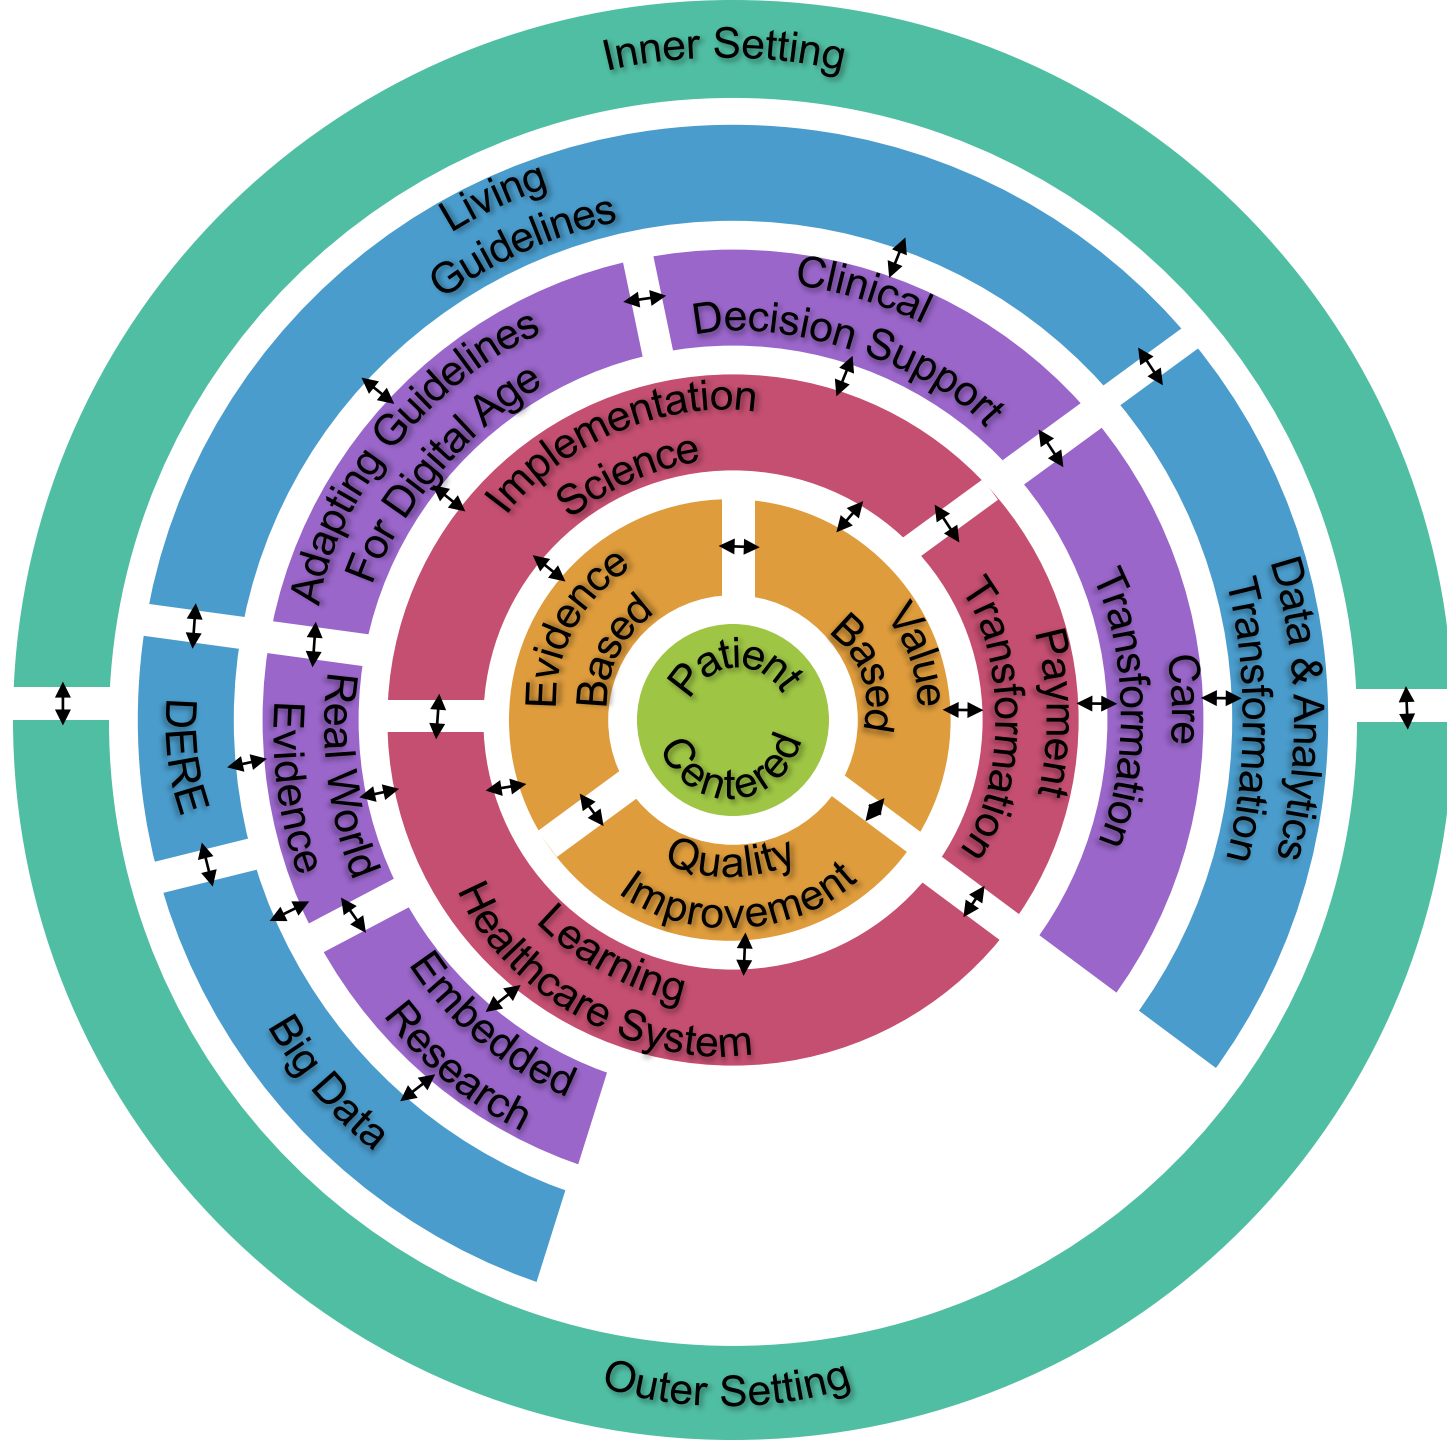 Inner Setting
Living
Guidelines
Clinical
Decision Support
Adapting Guidelines
For Digital Age
Implementation
Science
Evidence
Based
Value
Based
Patient
Centered
Payment
Transformation
Care
Transformation
Data & Analytics
Transformation
DERE
Real World
Evidence
Quality
Improvement
Learning
Healthcare System
Embedded
Research
Big Data
Outer Setting